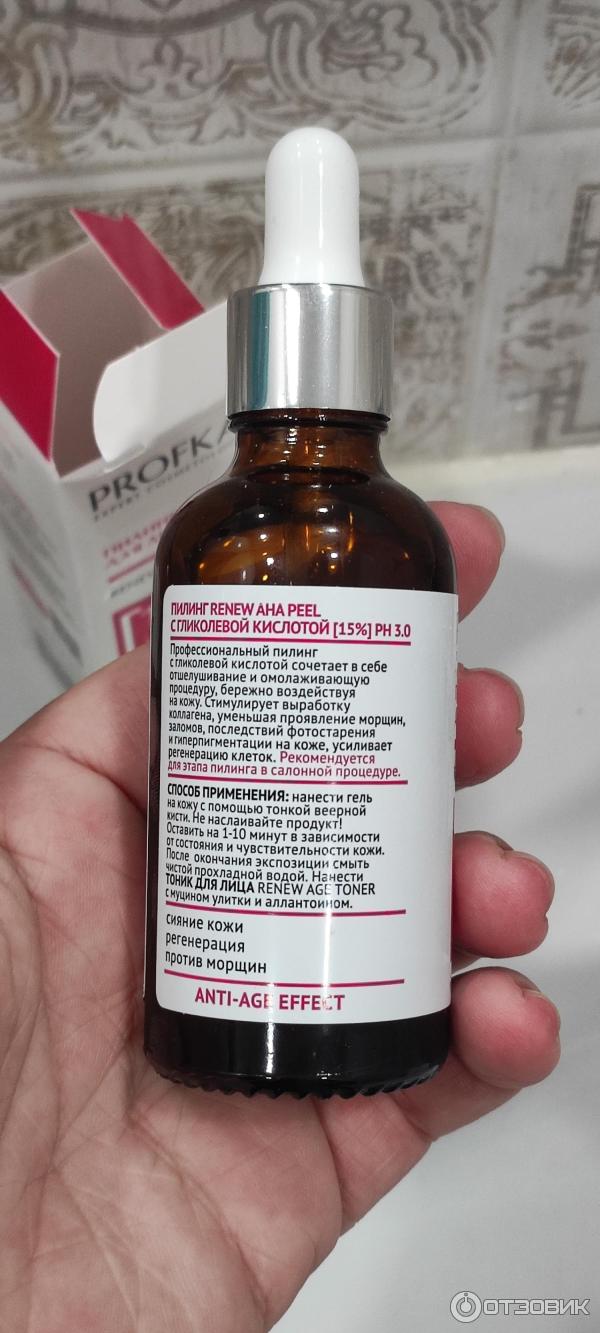 PROFKA
EXPERT COSMETOLO
ПИЛИНГ RENEW AHA PEEL
С ГЛИКОЛЕВОЙ КИСЛОТОЙ [15%] PH 3.0
Профессиональный пилинг
с гликолевой кислотой сочетает в себе
отшелушивание и омолаживающую
процедуру, бережно воздействуя
на кожу. Стимулирует выработку
коллагена, уменьшая проявление морщин,
заломов, последствий фотостарения
и гиперпигментации на коже, усиливает
регенерацию клеток. Рекомендуется
для этапа пилинга в салонной процедуре.
СПОСОБ ПРИМЕНЕНИЯ: нанести гель
на кожу с помощью тонкой веерной
кисти. Не наслаивайте продукт!
Оставить на 1-10 минут в зависимости
от состояния и чувствительности кожи.
После окончания экспозиции смыть
чистой прохладной водой. Нанести
ТОНИК ДЛЯ ЛИЦА RENEW AGE TONER
с муцином улитки и аллантоином.
сияние кожи
регенерация
против морщин
ANTI-AGE EFFECT
ОТЗОВИК